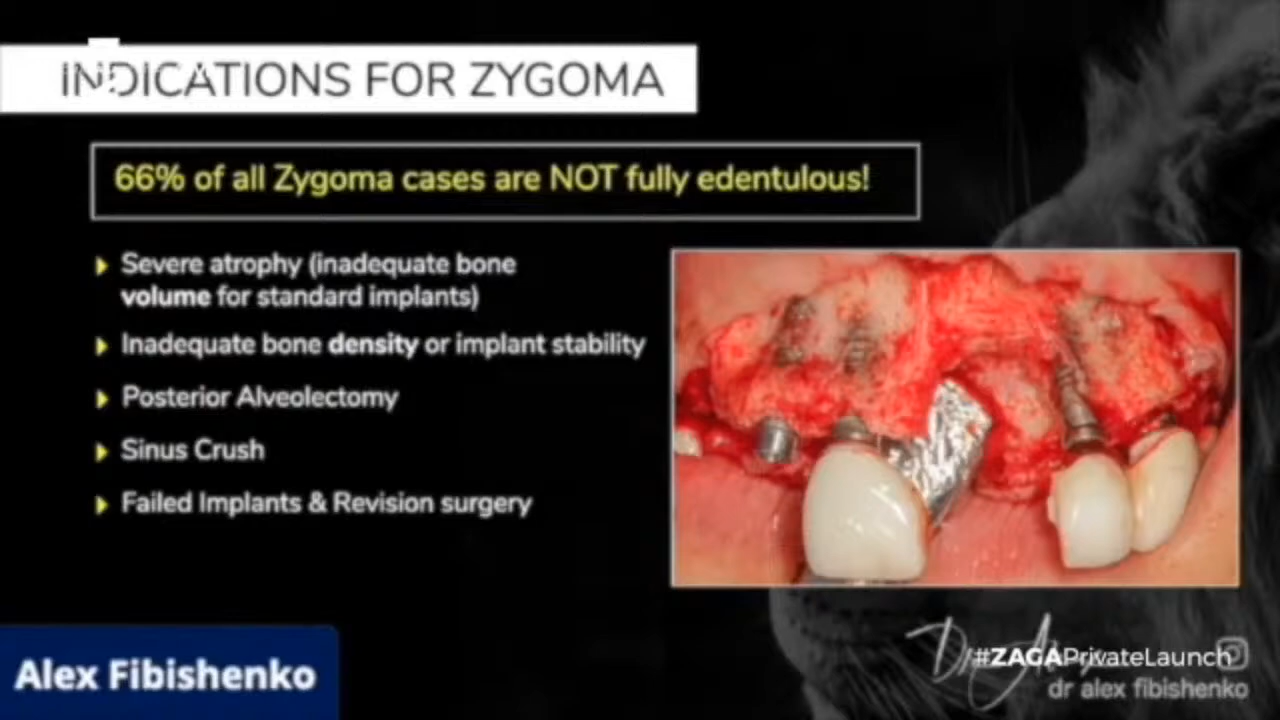 INDICATIONS FOR ZYGOMA
66% of all Zygoma cases are NOT fully edentulous!
Severe atrophy (inadequate bone
volume for standard implants)
Inadequate bone density or implant stability
Posterior Alveolectomy
Sinus Crush
Failed Implants & Revision surgery
Alex Fibishenko
#ZAGAPrivateLaunch
dr alex fibishenko